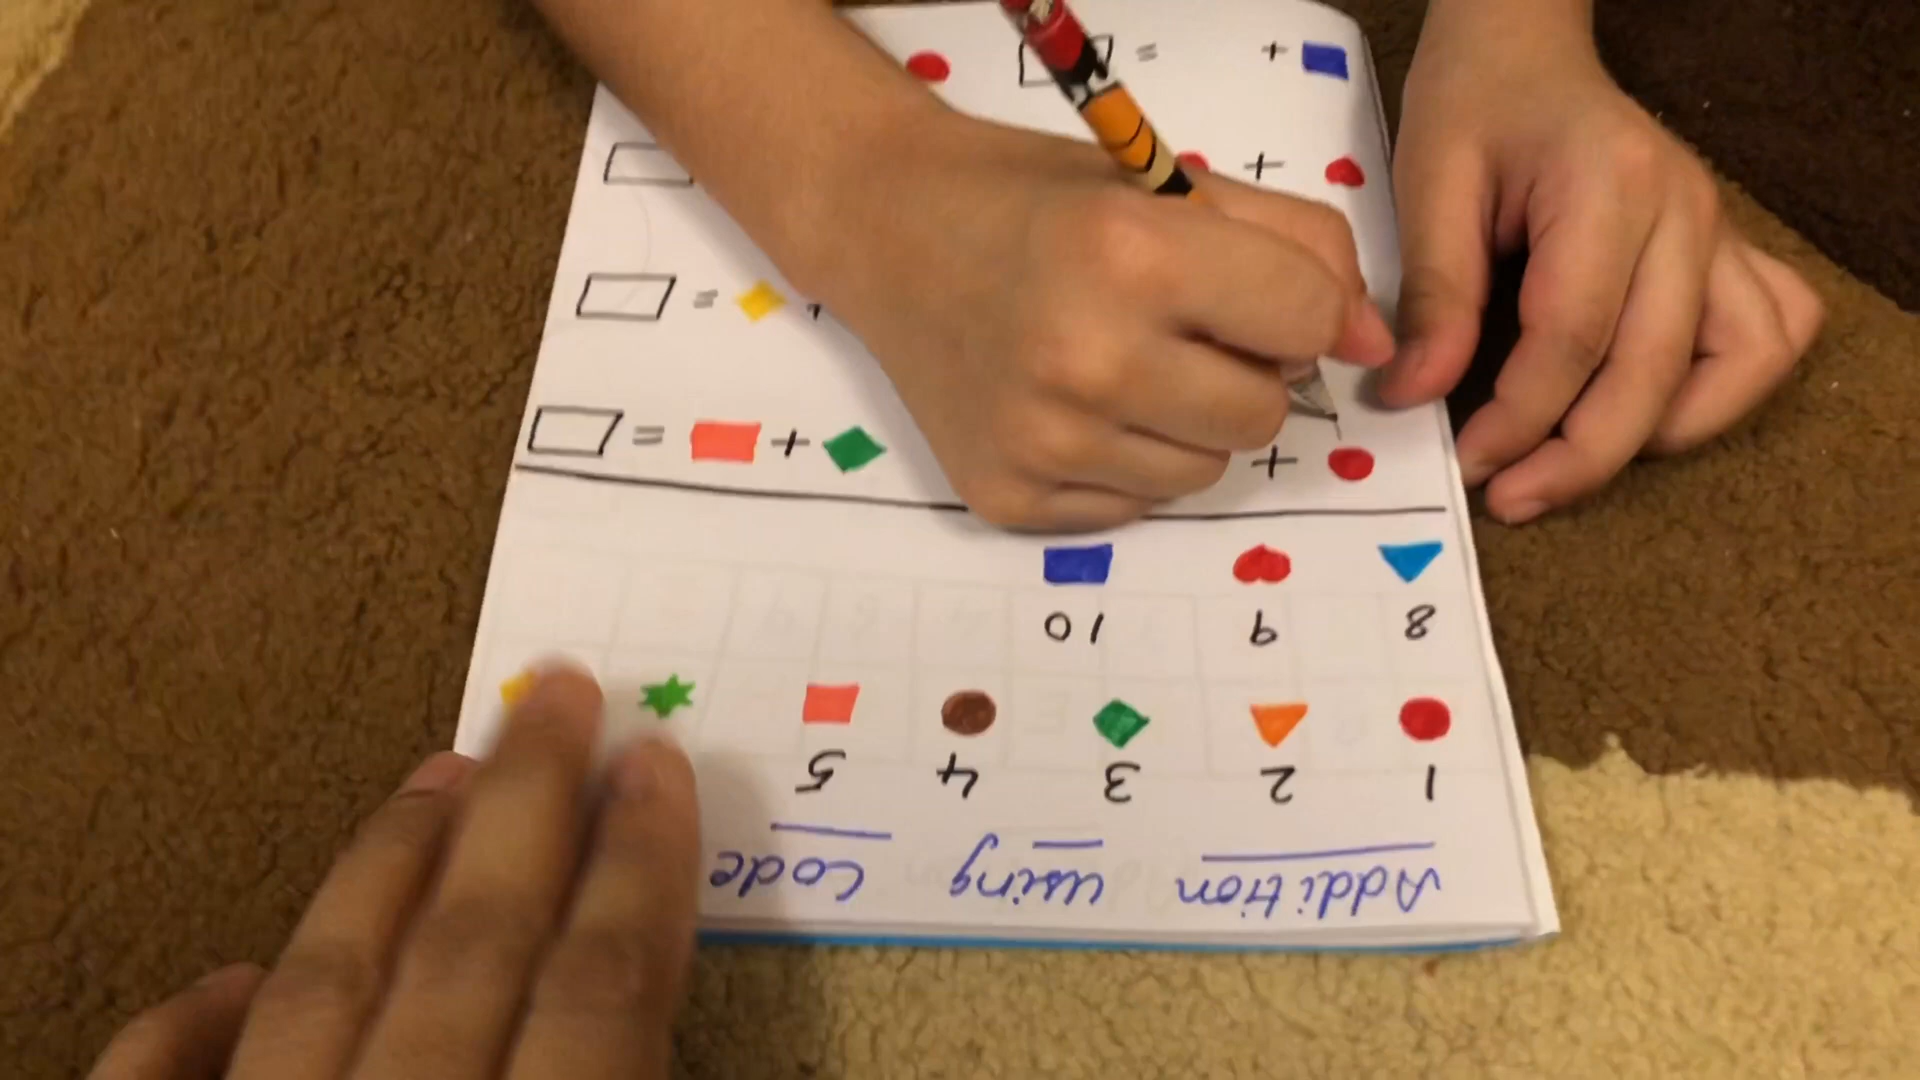 Addition using code
1 2 3 4 5
8 9 10
+
= +
+
= +
+
=
+ =